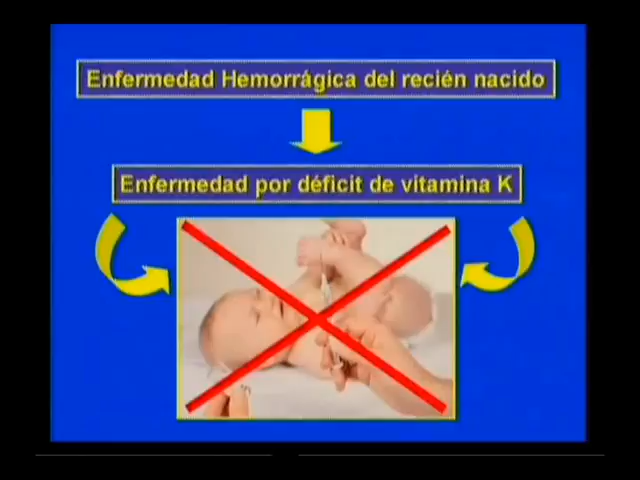 Enfermedad Hemorrágica del recién nacido
Enfermedad por déficit de vitamina K